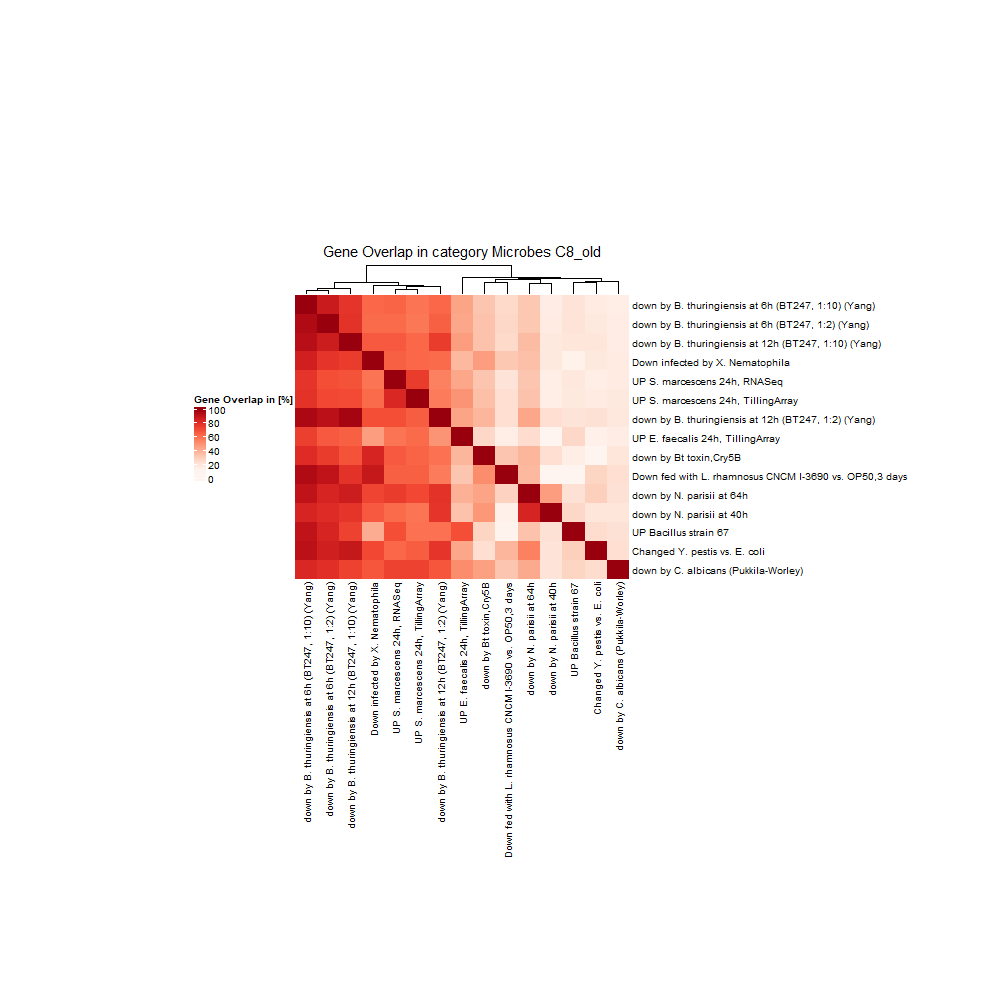 Gene Overlap in category Microbes C8_old
down by B. thuringiensis at 6h (BT247, 1:10) (Yang)
down by B. thuringiensis at 6h (BT247, 1:2) (Yang)
down by B. thuringiensis at 12h (BT247, 1:10) (Yang)
Down infected by X. Nematophila
UP S. marcescens 24h, RNASeq
UP S. marcescens 24h, TillingArray
down by B. thuringiensis at 12h (BT247, 1:2) (Yang)
UP E. faecalis 24h, TillingArray
down by Bt toxin,Cry5B
Down fed with L. rhamnosus CNCM I-3690 vs. OP50,3 days
down by N. parisii at 64h
down by N. parisii at 40h
UP Bacillus strain 67
Changed Y. pestis vs. E. coli
down by C. albicans (Pukkila-Worley)
Gene Overlap in [%]
100
80
60
40
20
0
down by B. thuringiensis at 6h (BT247, 1:10) (Yang)
down by B. thuringiensis at 6h (BT247, 1:2) (Yang)
down by B. thuringiensis at 12h (BT247, 1:10) (Yang)
Down infected by X. Nematophila
UP S. marcescens 24h, RNASeq
UP S. marcescens 24h, TillingArray
down by B. thuringiensis at 12h (BT247, 1:2) (Yang)
UP E. faecalis 24h, TillingArray
down by Bt toxin,Cry5B
Down fed with L. rhamnosus CNCM I-3690 vs. OP50,3 days
down by N. parisii at 64h
down by N. parisii at 40h
UP Bacillus strain 67
Changed Y. pestis vs. E. coli
down by C. albicans (Pukkila-Worley)